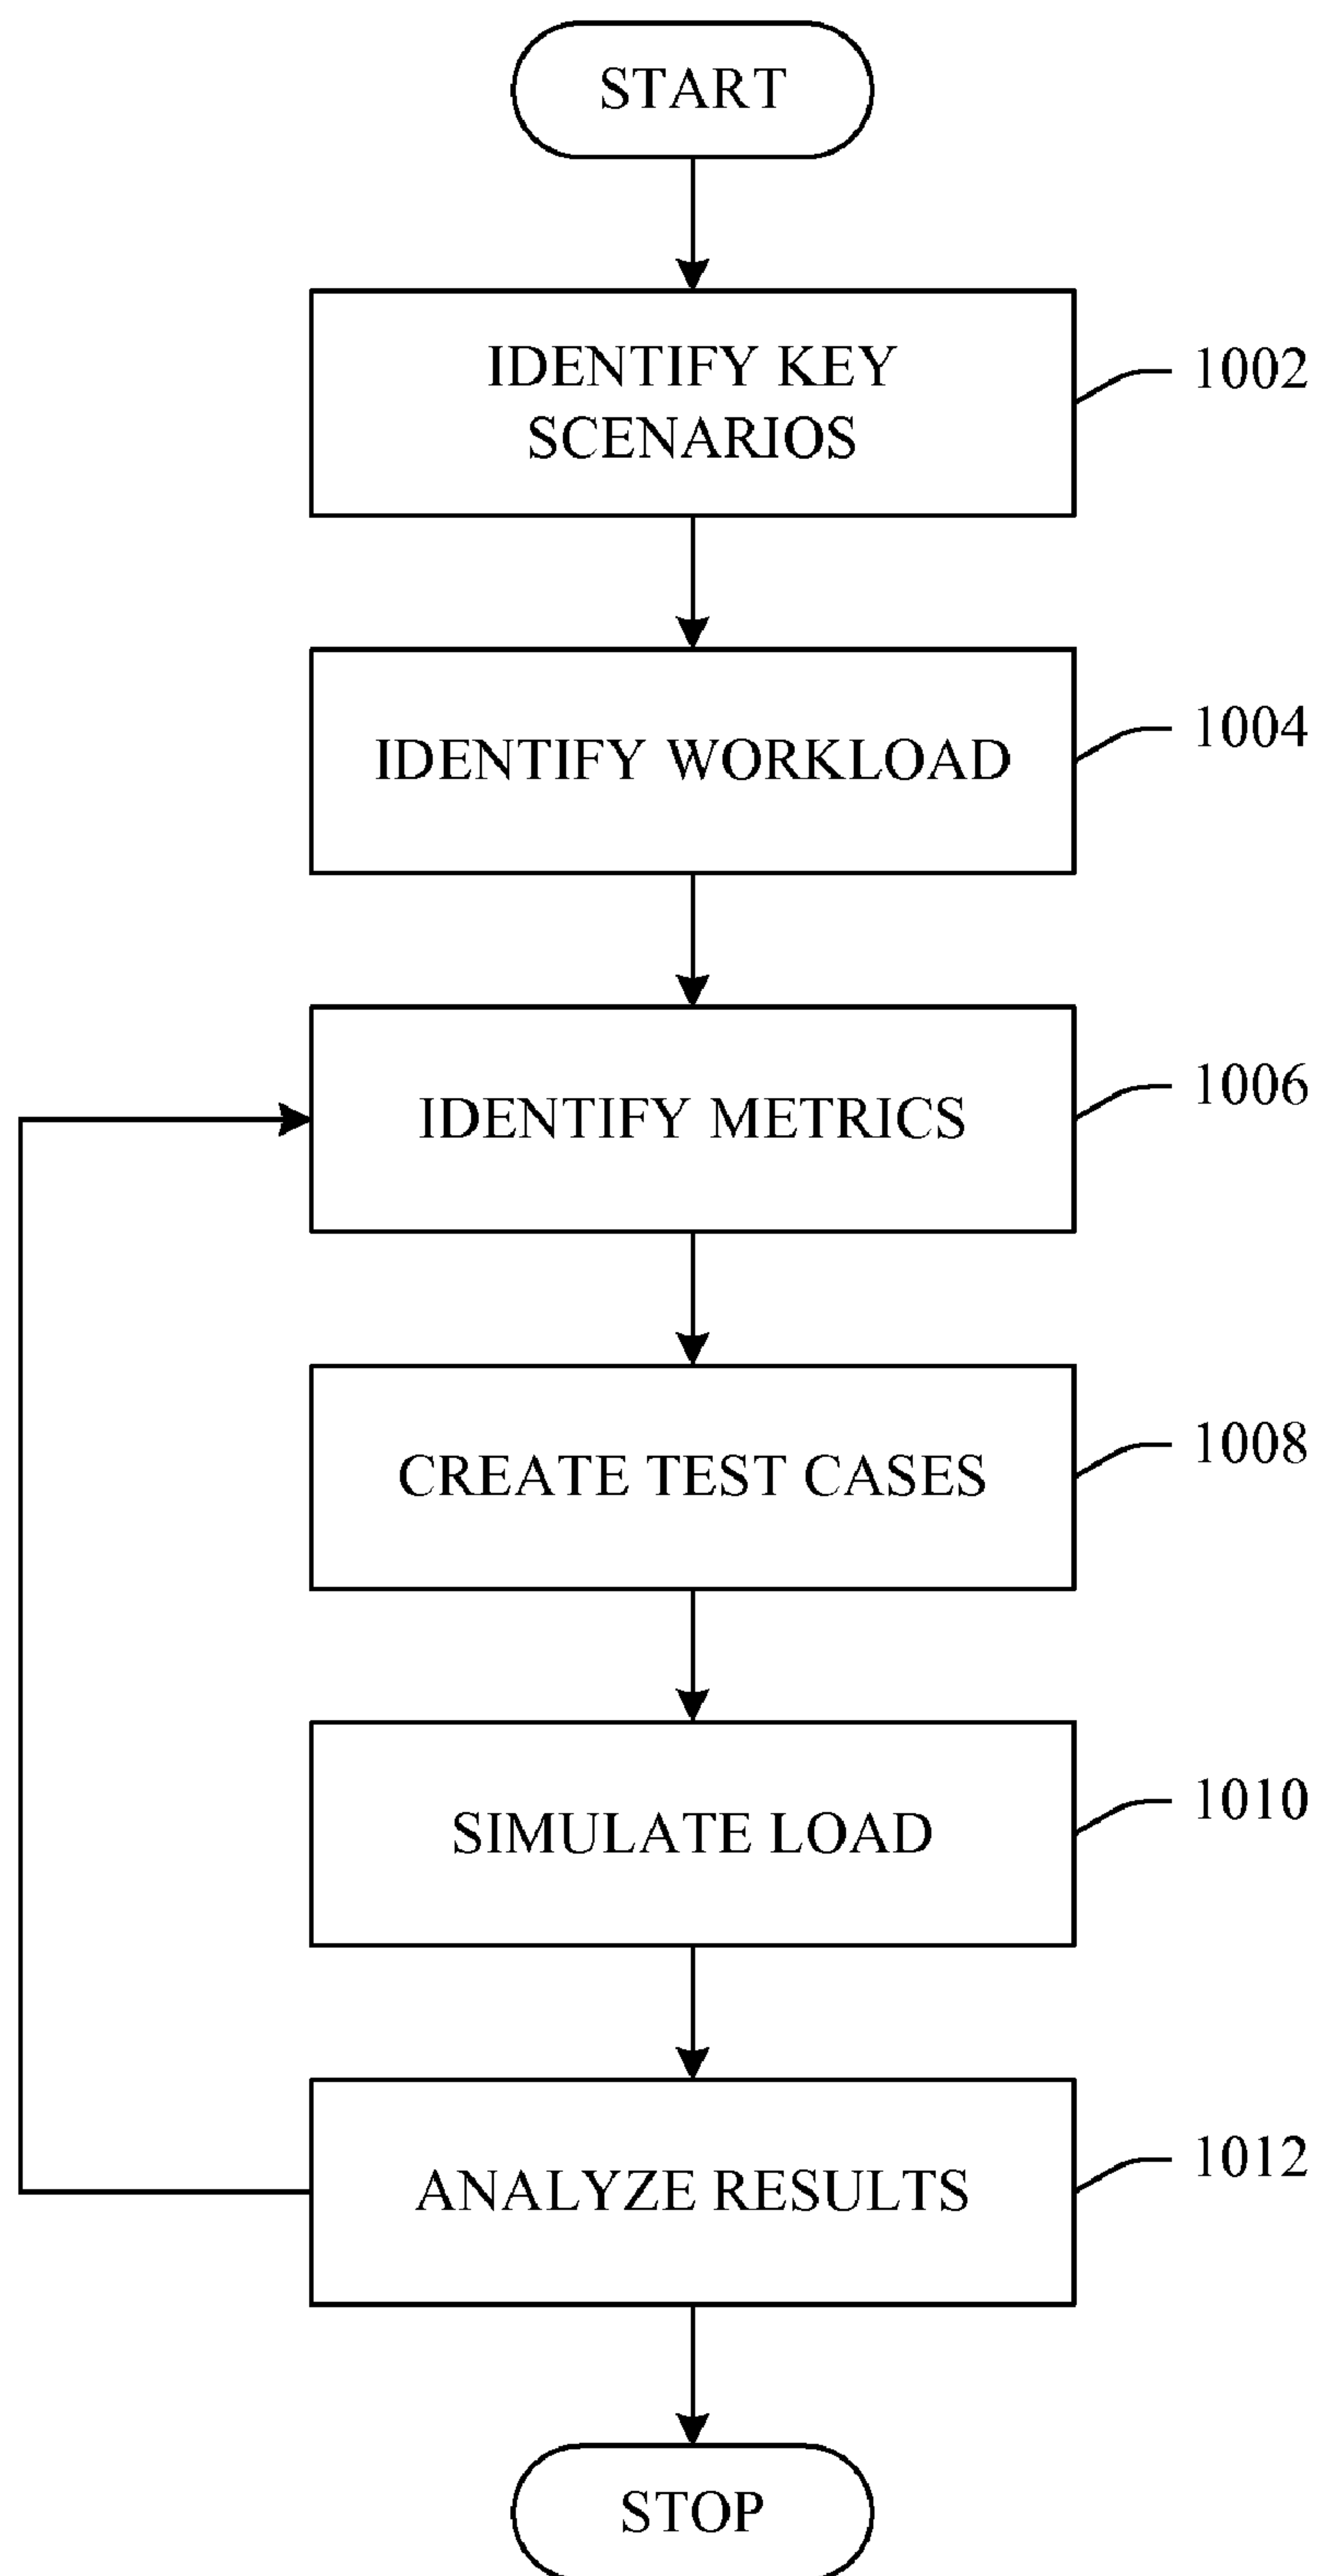 START
IDENTIFY KEY
SCENARIOS
1002
IDENTIFY WORKLOAD
1004
IDENTIFY METRICS
1006
CREATE TEST CASES
1008
SIMULATE LOAD
1010
ANALYZE RESULTS
1012
STOP